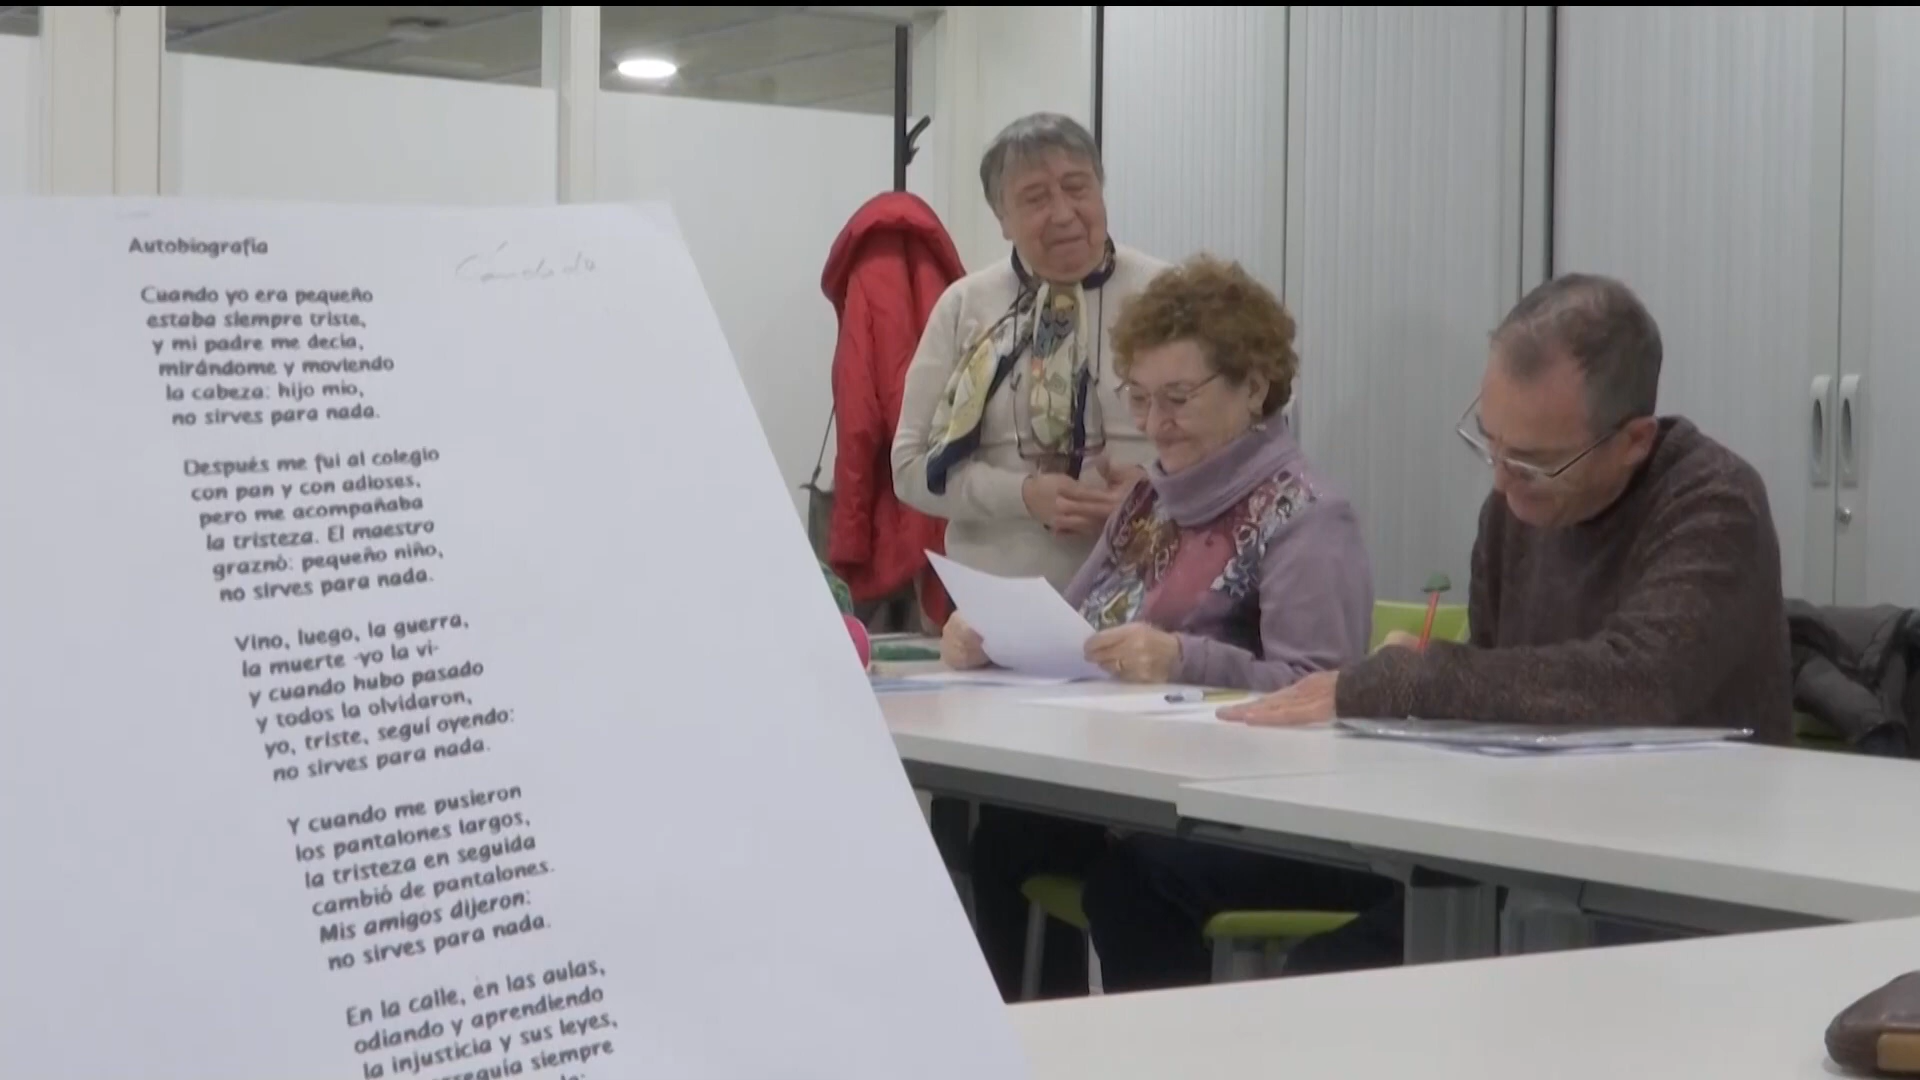 Autobiografía
Cuando yo era pequeño
estaba siempre triste,
y mi padre me decía,
mirándome y moviendo
la cabeza: hijo mío,
no sirves para nada.
Después me fui al colegio
con pan y con adioses,
pero me acompañaba
la tristeza. El maestro
graznó: pequeño niño,
no sirves para nada.
Vino, luego, la guerra,
la muerte -yo la vi-
y cuando hubo pasado
y todos la olvidaron,
yo, triste, seguí oyendo:
no sirves para nada.
Y cuando me pusieron
los pantalones largos,
la tristeza en seguida
cambió de pantalones.
Mis amigos dijeron:
no sirves para nada.
En la calle, en las aulas,
odiando y aprendiendo
la injusticia y sus leyes,
siempre